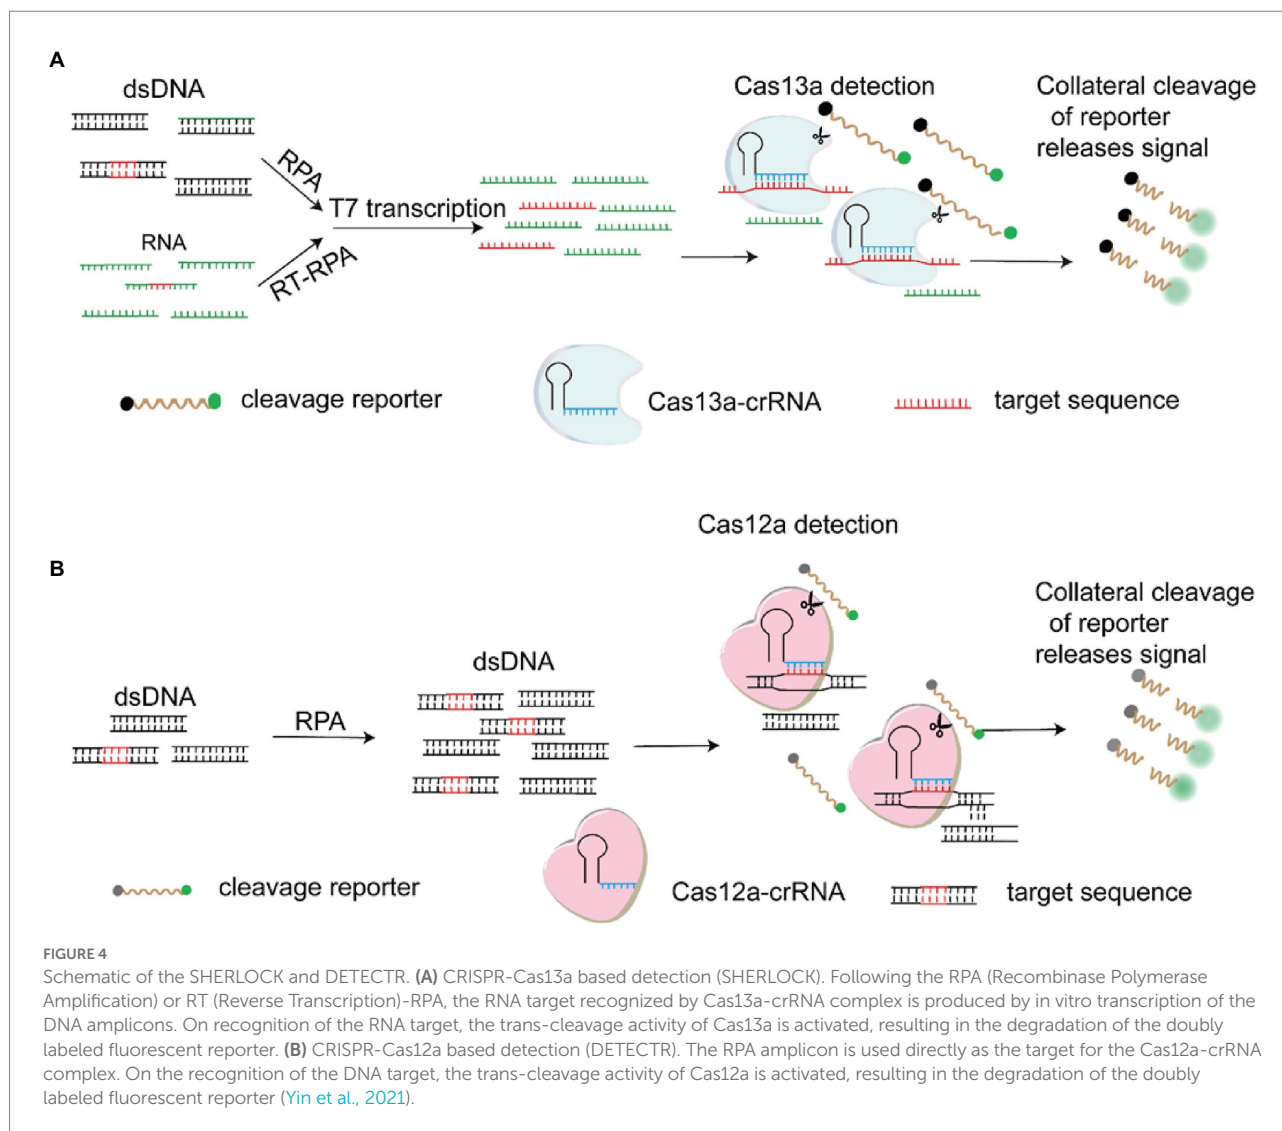 A
dsDNA
RPA
RNA
RT-RPA
T7 transcription
Cas13a detection
Collateral cleavage
of reporter
releases signal
cleavage reporter
Cas13a-crRNA
target sequence
B
dsDNA
RPA
dsDNA
Cas12a detection
Collateral cleavage
of reporter
releases signal
cleavage reporter
Cas12a-crRNA
target sequence
FIGURE 4
Schematic of the SHERLOCK and DETECTR. (A) CRISPR-Cas13a based detection (SHERLOCK). Following the RPA (Recombinase Polymerase
Amplification) or RT (Reverse Transcription)-RPA, the RNA target recognized by Cas13a-crRNA complex is produced by in vitro transcription of the
DNA amplicons. On recognition of the RNA target, the trans-cleavage activity of Cas13a is activated, resulting in the degradation of the doubly
labeled fluorescent reporter. (B) CRISPR-Cas12a based detection (DETECTR). The RPA amplicon is used directly as the target for the Cas12a-crRNA
complex. On the recognition of the DNA target, the trans-cleavage activity of Cas12a is activated, resulting in the degradation of the doubly
labeled fluorescent reporter (Yin et al., 2021).